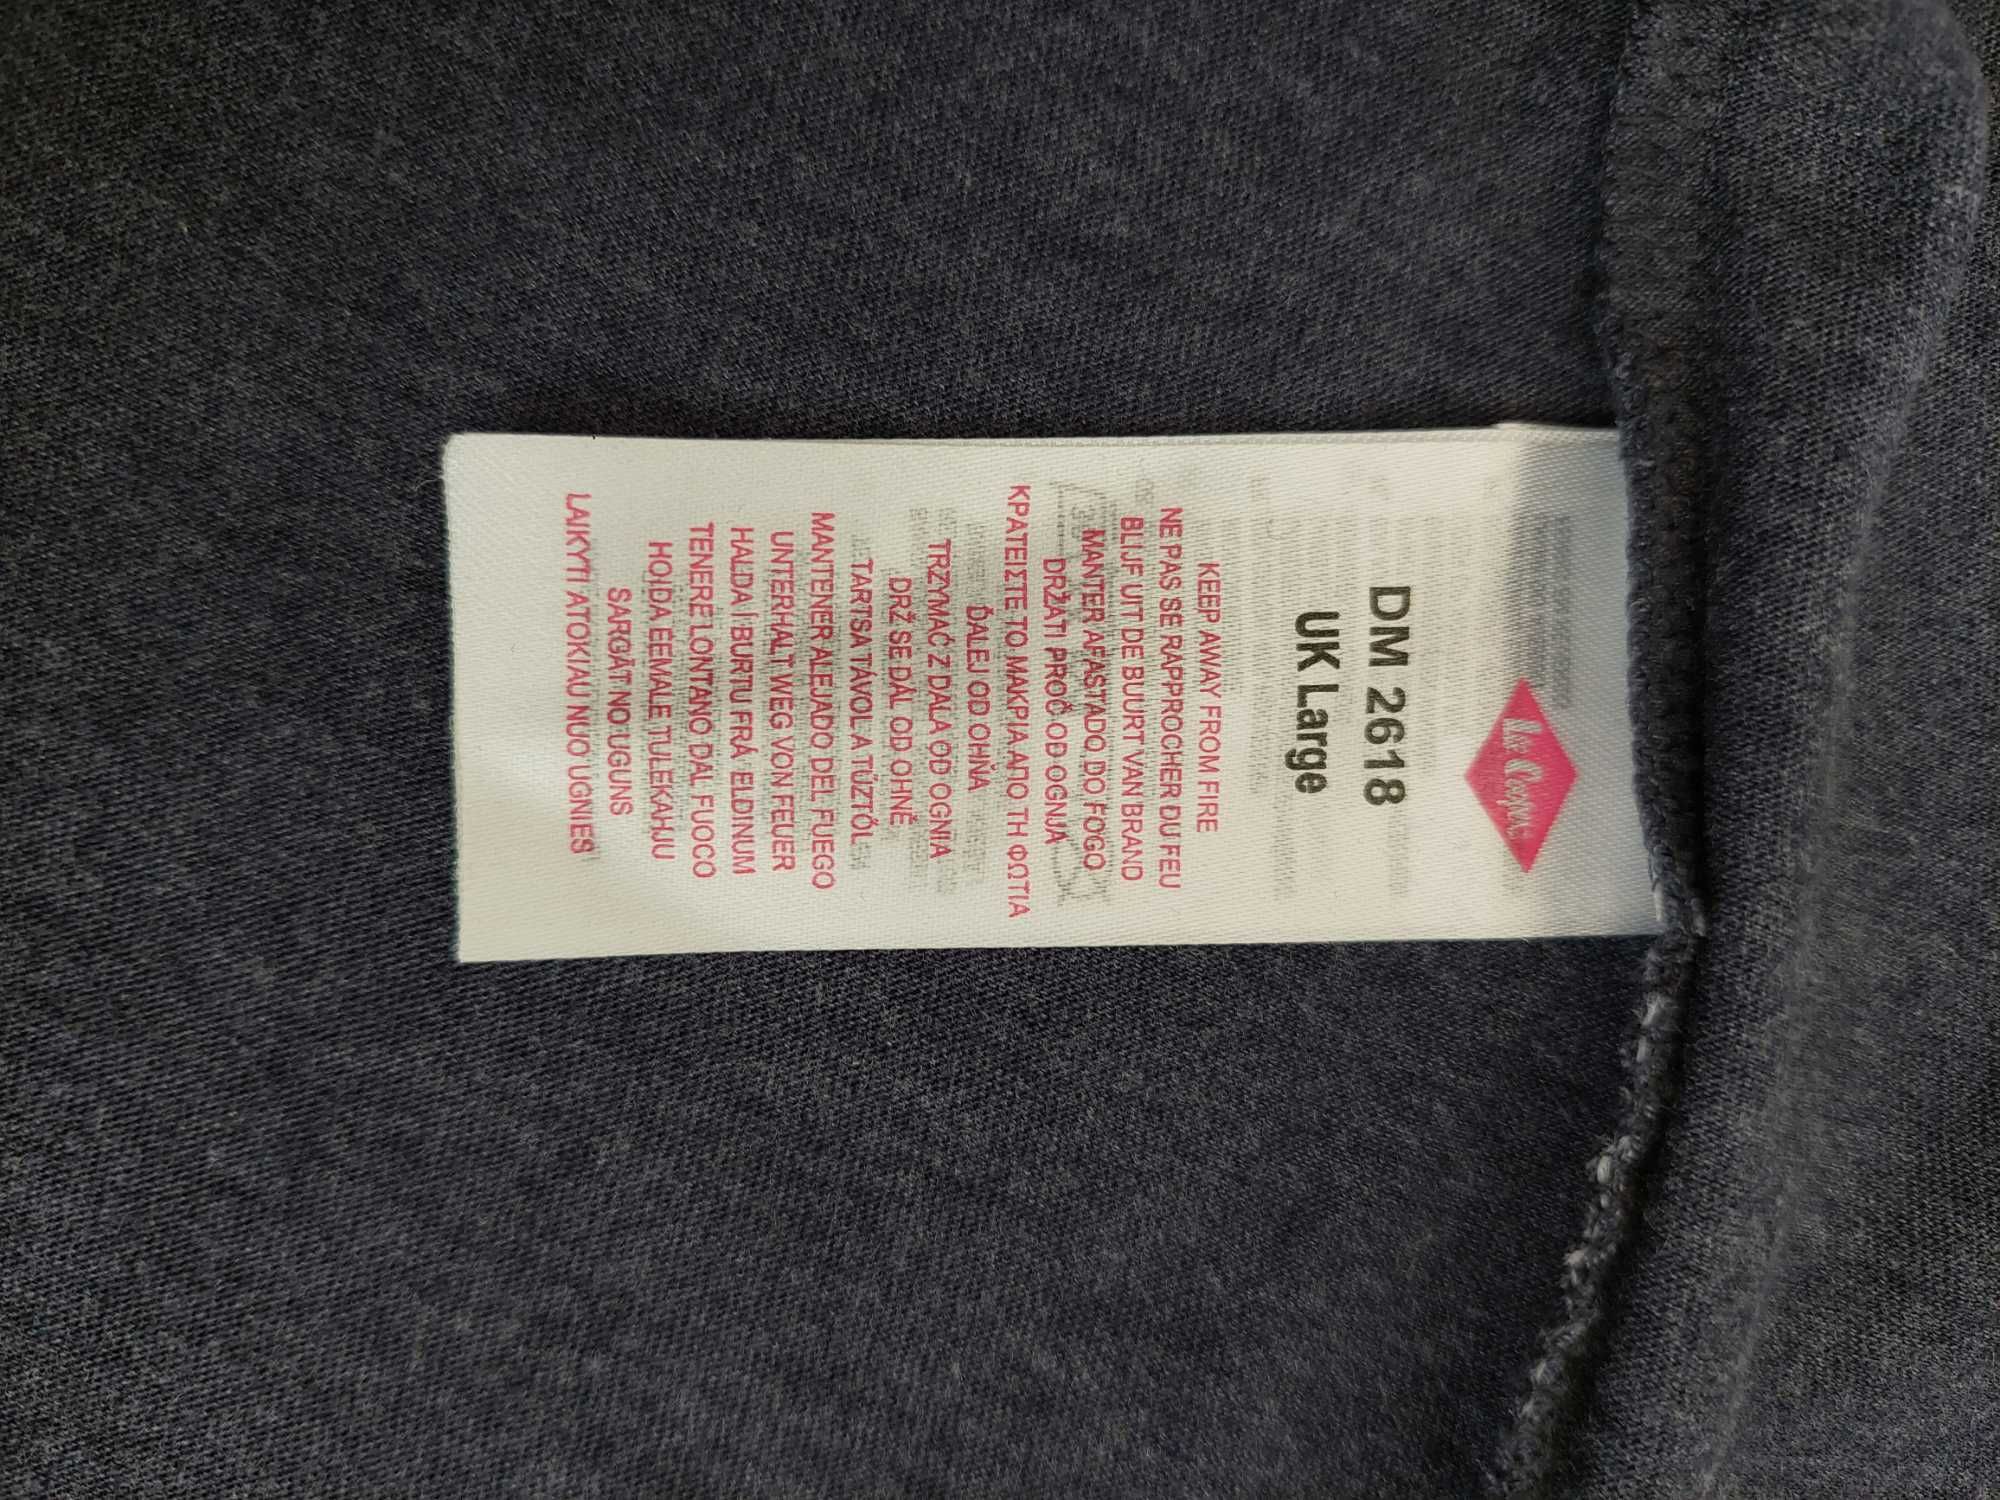 Lee Cooper
DM 2618
UK Large
KEEP AWAY FROM FIRE
NE PAS SE RAPPROCHER DU FEU
BLIJF UIT DE BUURT VAN BRAND
MANTER AFASTADO DO FOGO
DRŽATI PROČ OD OGNJA
ΚΡΑΤΕΙΣΤΕ ΤΟ ΜΑΚΡΙΑ ΑΠΟ ΤΗ ΦΩΤΙΑ
ĎALEJ OD OHŇA
TRZYMAĆ Z DALA OD OGNIA
DRŽ SE DÁL OD OHNĚ
TARTSA TÁVOL A TŰZTŐL
MANTENER ALEJADO DEL FUEGO
UNTERHALT WEG VON FEUER
HALDA Í BURTU FRÁ ELDINUM
TENERE LONTANO DAL FUOCO
HOIDA EEMALE TULEKAHJU
SARGĀT NO UGUNS
LAIKYTI ATOKIAU NUO UGNIES